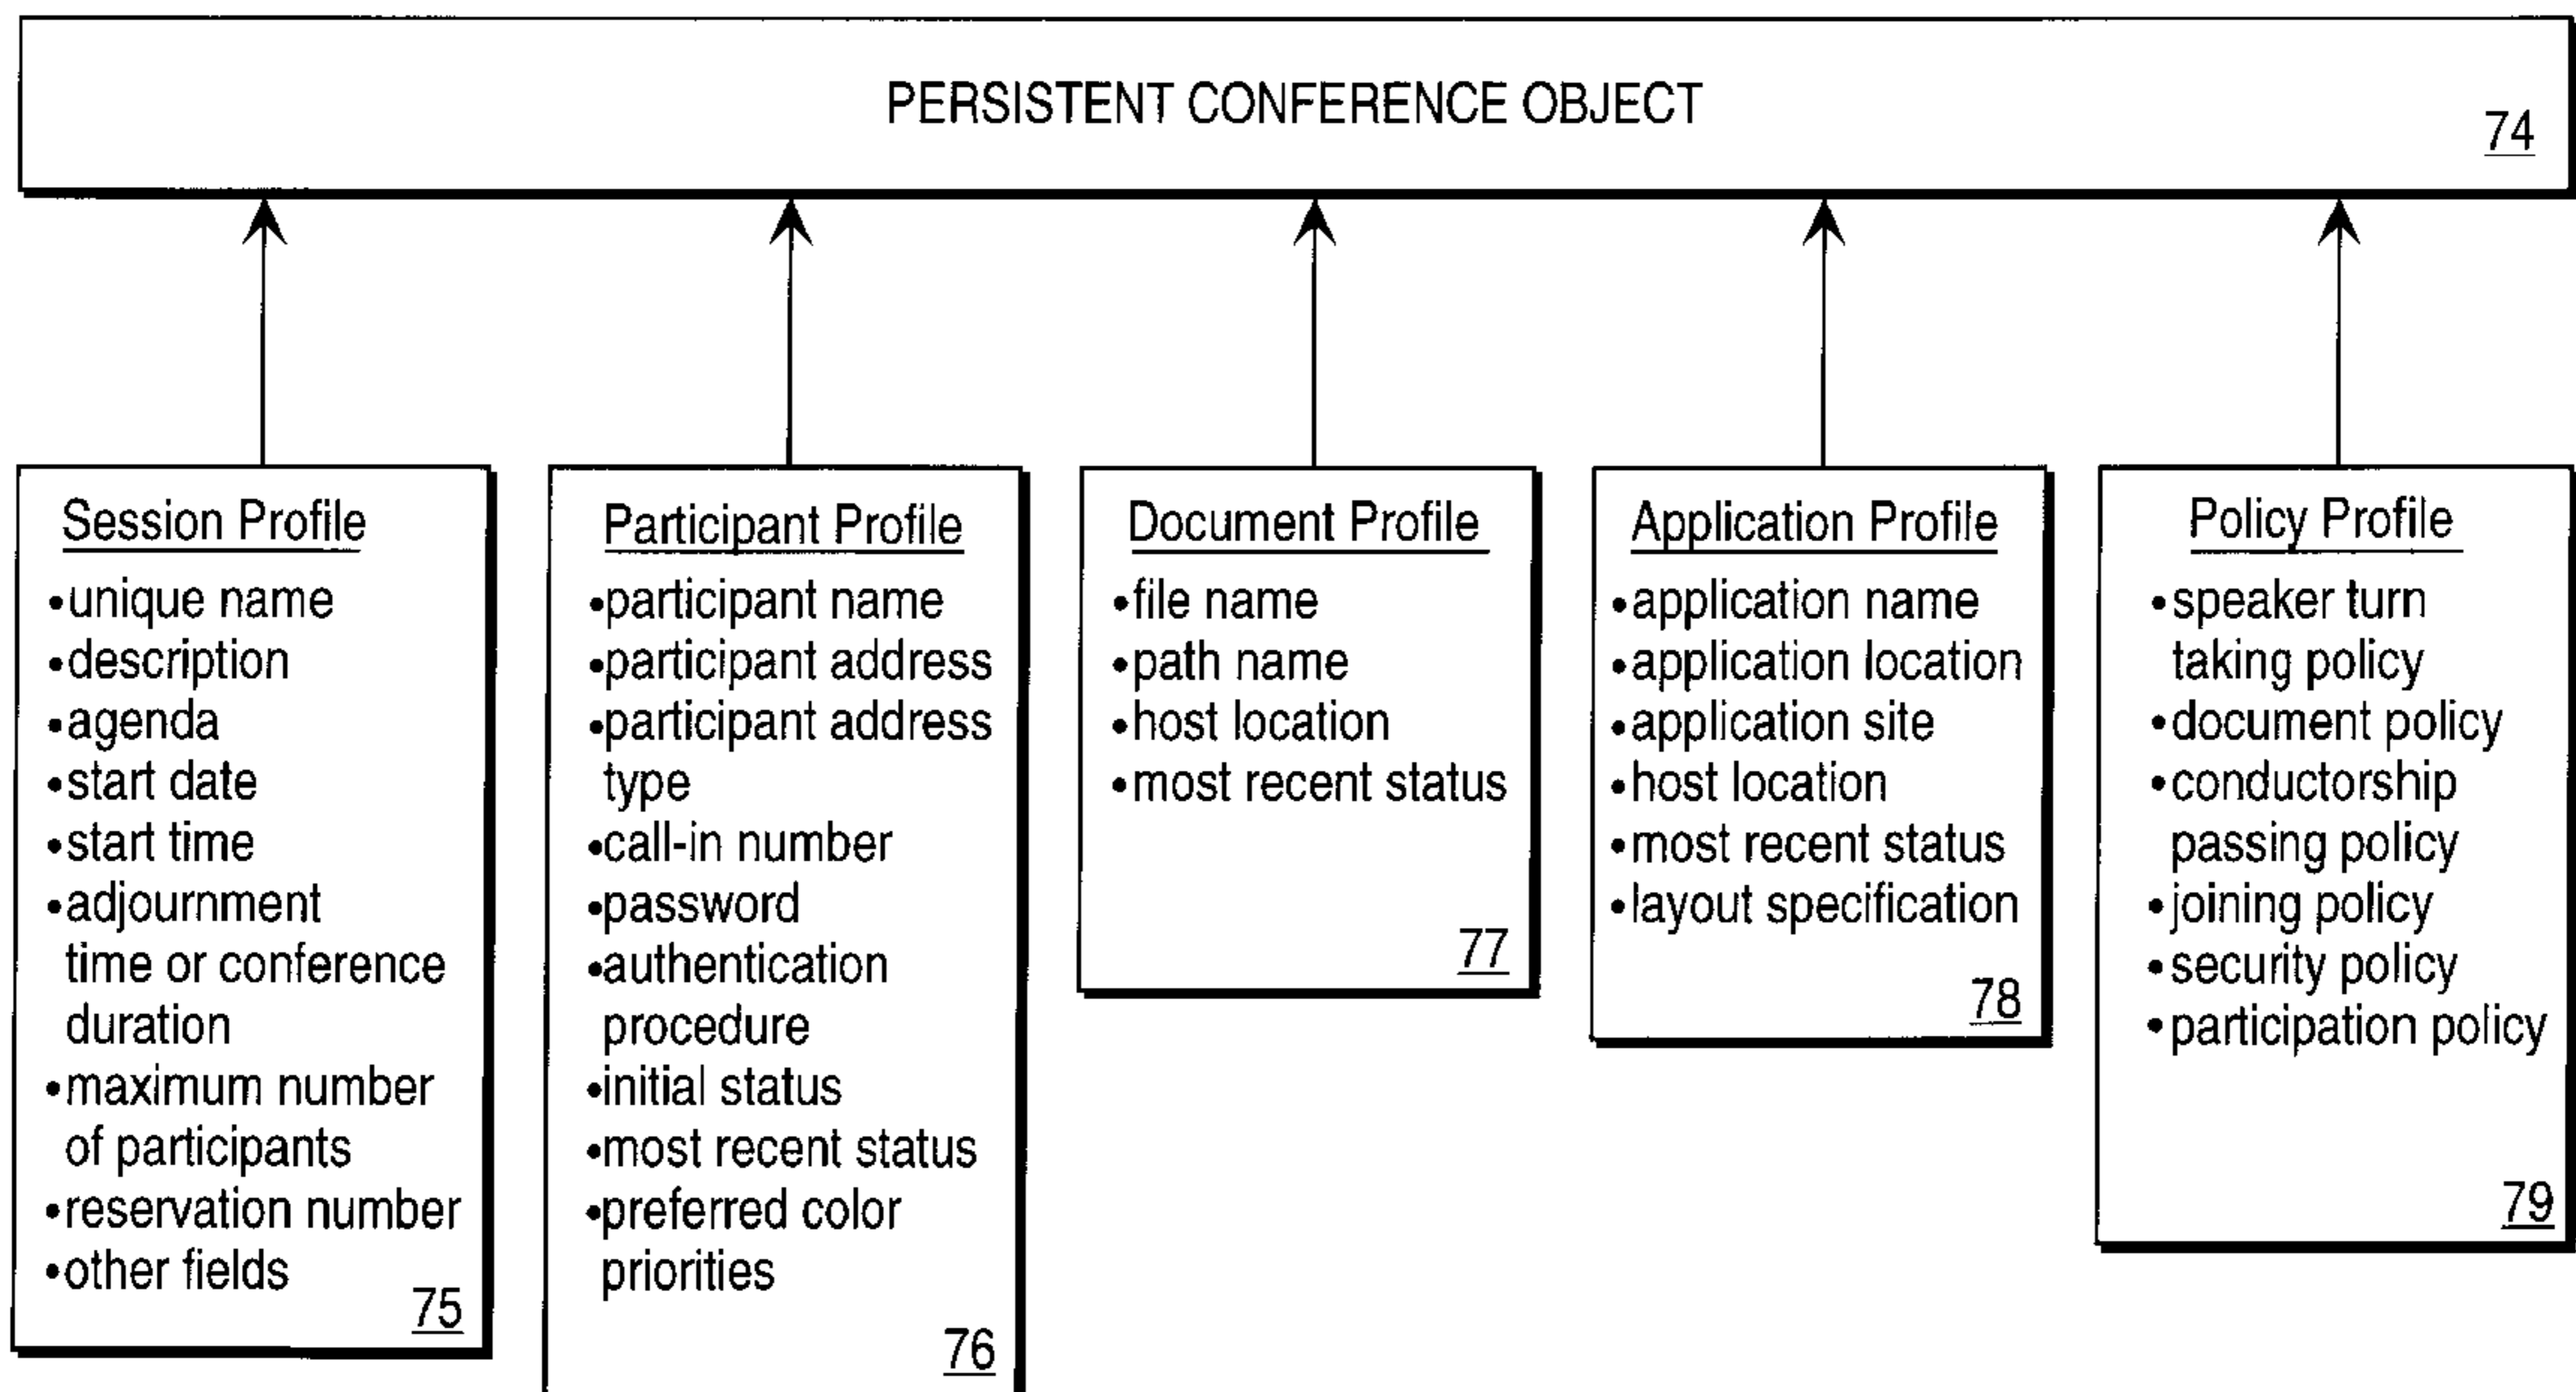 PERSISTENT CONFERENCE OBJECT
74
Session Profile
•unique name
•description
•agenda
•start date
•start time
•adjournment
time or conference
duration
•maximum number
of participants
•reservation number
•other fields
75
Participant Profile
•participant name
•participant address
•participant address
type
•call-in number
•password
•authentication
procedure
•initial status
•most recent status
•preferred color
priorities
76
Document Profile
•file name
•path name
•host location
•most recent status
77
Application Profile
•application name
•application location
•application site
•host location
•most recent status
•layout specification
78
Policy Profile
•speaker turn
taking policy
•document policy
•conductorship
passing policy
•joining policy
•security policy
•participation policy
79